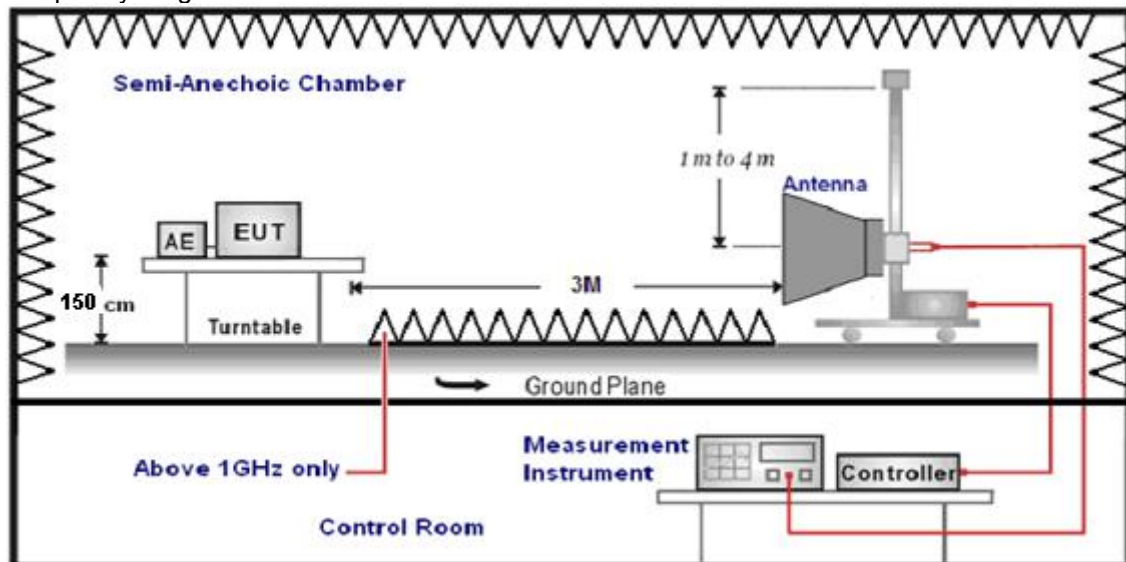 Semi-Anechoic Chamber
1 m to 4 m
Antenna
AE
EUT
150 cm
3M
Turntable
Ground Plane
Above 1GHz only
Measurement
Instrument
Controller
Control Room